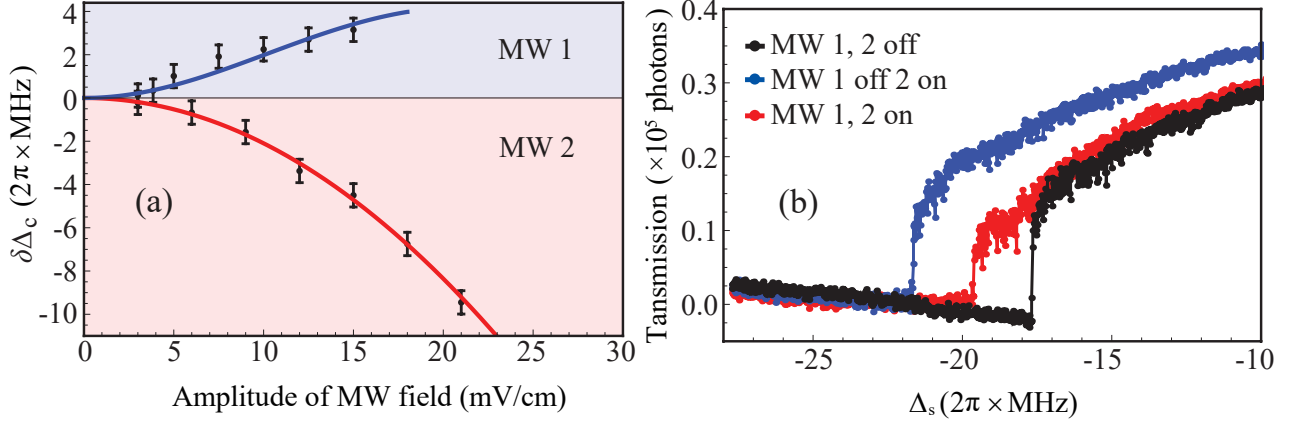 4
2
0
-2
-4
-6
-8
-10
δΔc (2π×MHz)
MW 1
MW 2
(a)
0 5 10 15 20 25 30
Amplitude of MW field (mV/cm)
0.4
0.3
0.2
0.1
0.0
Tansmission (×10⁵ photons)
MW 1, 2 off
MW 1 off 2 on
MW 1, 2 on
(b)
-25 -20 -15 -10
Δs (2π×MHz)